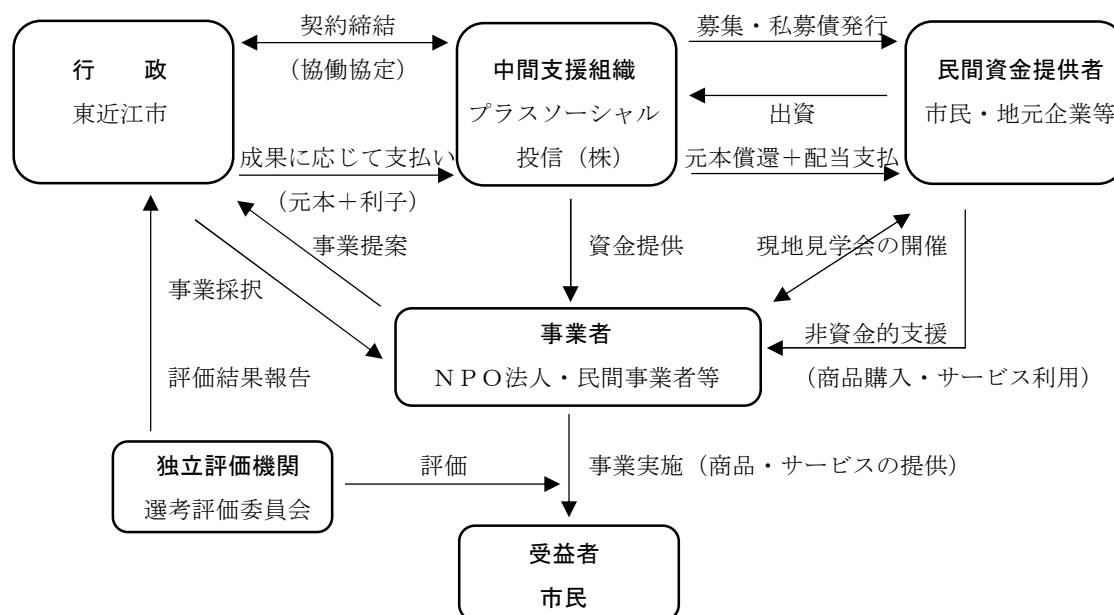 契約締結
(協働協定)
募集・私募債発行
行　　政
東近江市
中間支援組織
プラスソーシャル
投信（株）
民間資金提供者
市民・地元企業等
出資
成果に応じて支払い
(元本＋利子)
元本償還＋配当支払
事業提案
資金提供
現地見学会の開催
事業採択
事業者
ＮＰＯ法人・民間事業者等
非資金的支援
(商品購入・サービス利用)
評価結果報告
独立評価機関
選考評価委員会
評価
事業実施（商品・サービスの提供）
受益者
市民